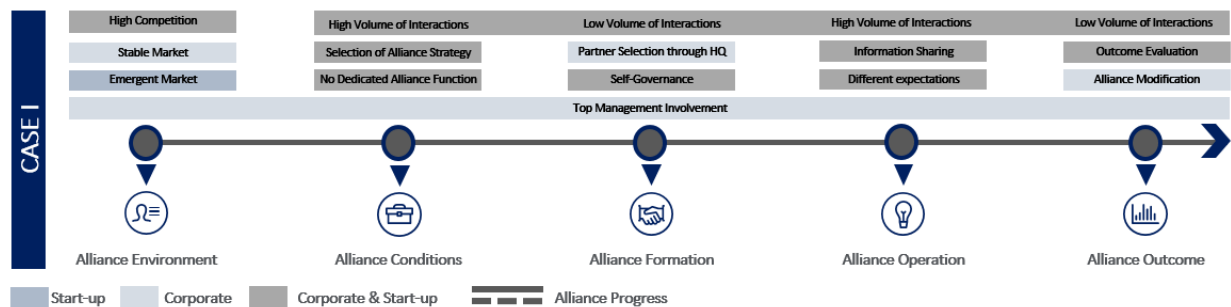 CASE I
High Competition
High Volume of Interactions
Low Volume of Interactions
High Volume of Interactions
Low Volume of Interactions
Stable Market
Selection of Alliance Strategy
Partner Selection through HQ
Information Sharing
Outcome Evaluation
Emergent Market
No Dedicated Alliance Function
Self-Governance
Different expectations
Alliance Modification
Top Management Involvement
Alliance Environment
Alliance Conditions
Alliance Formation
Alliance Operation
Alliance Outcome
Start-up
Corporate
Corporate & Start-up
Alliance Progress